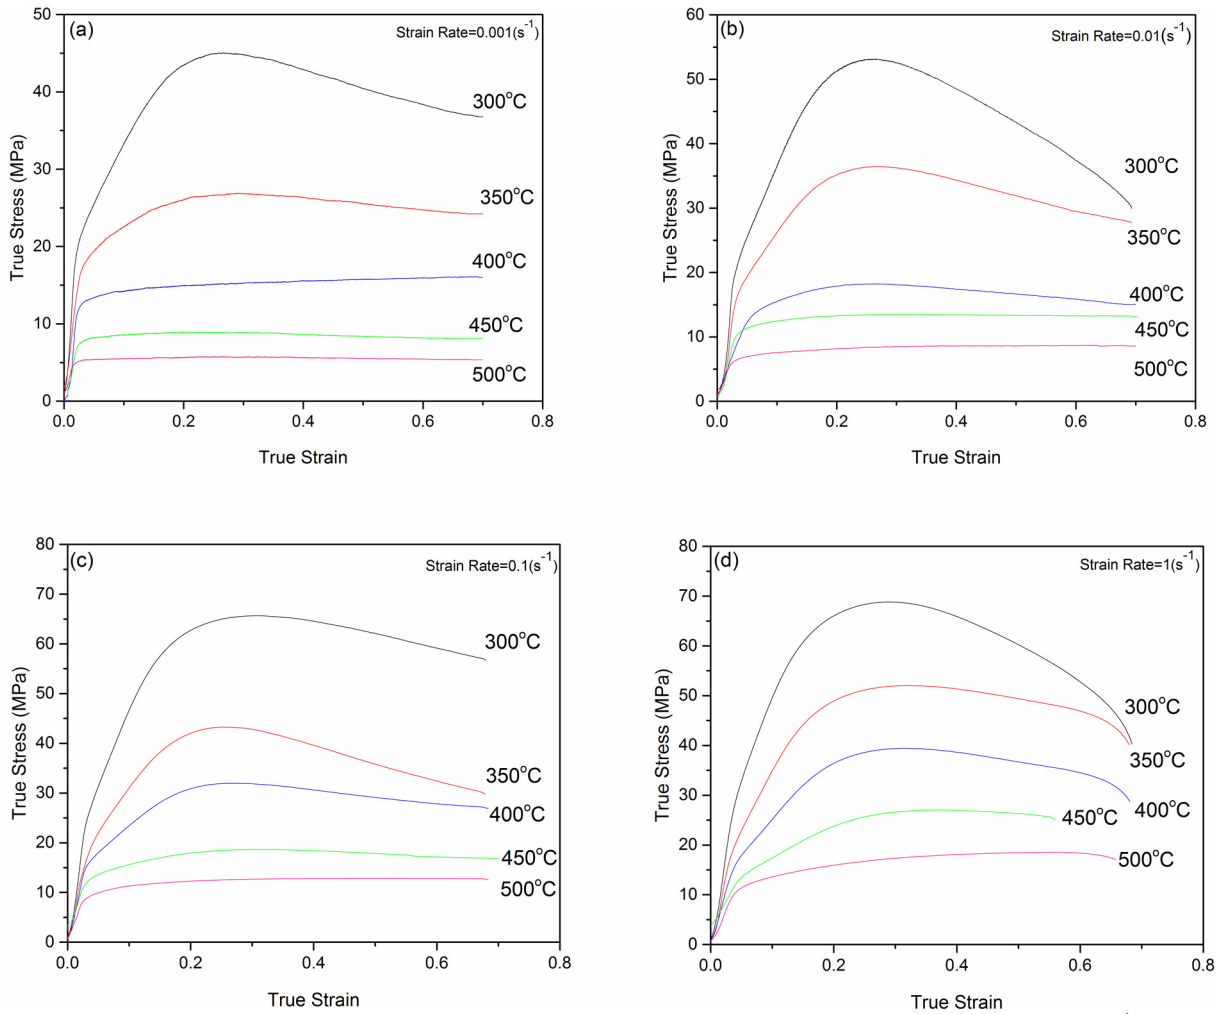 (a)
Strain Rate=0.001(s⁻¹)
50
40
30
20
10
0
True Stress (MPa)
300°C
350°C
400°C
450°C
500°C
0.0 0.2 0.4 0.6 0.8
True Strain
(b)
Strain Rate=0.01(s⁻¹)
60
50
40
30
20
10
0
True Stress (MPa)
300°C
350°C
400°C
450°C
500°C
0.0 0.2 0.4 0.6 0.8
True Strain
(c)
Strain Rate=0.1(s⁻¹)
80
70
60
50
40
30
20
10
0
True Stress (MPa)
300°C
350°C
400°C
450°C
500°C
0.0 0.2 0.4 0.6 0.8
True Strain
(d)
Strain Rate=1(s⁻¹)
80
70
60
50
40
30
20
10
0
True Stress (MPa)
300°C
350°C
400°C
450°C
500°C
0.0 0.2 0.4 0.6 0.8
True Strain